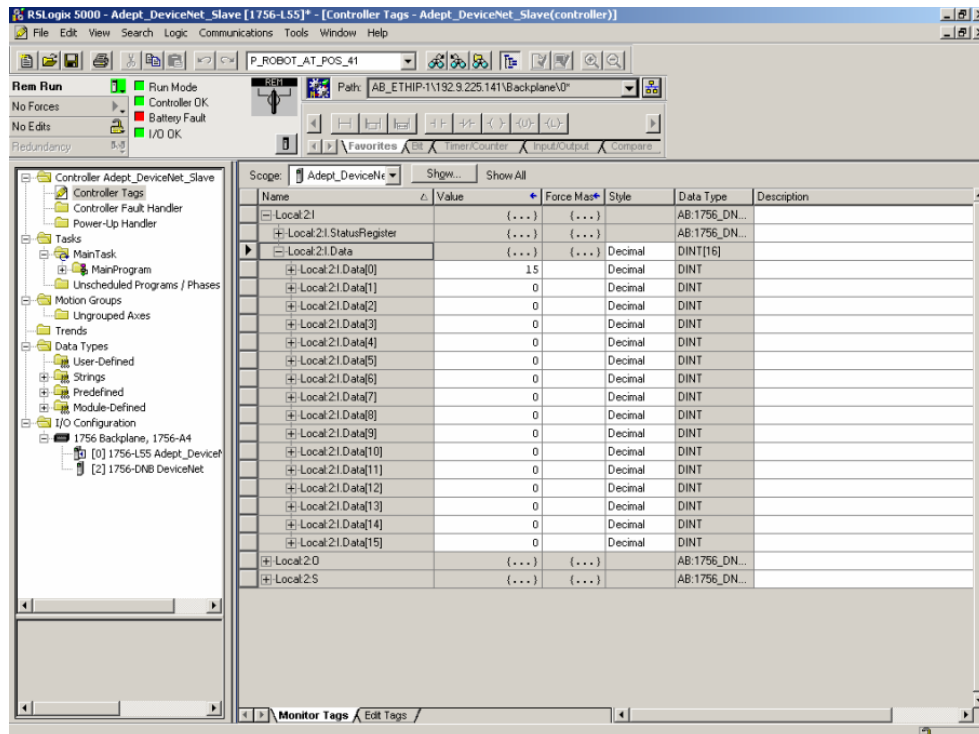 RSLogix 5000 - Adept_DeviceNet_Slave [1756-L55]* - [Controller Tags - Adept_DeviceNet_Slave(controller)]
File Edit View Search Logic Communications Tools Window Help
P_ROBOT_AT_POS_41
Rem Run Run Mode REM Path: AB_ETHIP-1\192.9.225.141\Backplane\0*
No Forces Controller OK
Battery Fault
No Edits I/O OK
Redundancy Favorites Bit Timer/Counter Input/Output Compare
Controller Adept_DeviceNet_Slave
Controller Tags
Controller Fault Handler
Power-Up Handler
Tasks
MainTask
MainProgram
Unscheduled Programs / Phases
Motion Groups
Ungrouped Axes
Trends
Data Types
User-Defined
Strings
Predefined
Module-Defined
I/O Configuration
1756 Backplane, 1756-A4
[0] 1756-L55 Adept_DeviceN
[2] 1756-DNB DeviceNet
Scope: Adept_DeviceNe Show... Show All
Name Value Force Mas Style Data Type Description
Local:2:I {...} {...} AB:1756_DN...
Local:2:I.StatusRegister {...} {...} AB:1756_DN...
Local:2:I.Data {...} {...} Decimal DINT[16]
Local:2:I.Data[0] 15 Decimal DINT
Local:2:I.Data[1] 0 Decimal DINT
Local:2:I.Data[2] 0 Decimal DINT
Local:2:I.Data[3] 0 Decimal DINT
Local:2:I.Data[4] 0 Decimal DINT
Local:2:I.Data[5] 0 Decimal DINT
Local:2:I.Data[6] 0 Decimal DINT
Local:2:I.Data[7] 0 Decimal DINT
Local:2:I.Data[8] 0 Decimal DINT
Local:2:I.Data[9] 0 Decimal DINT
Local:2:I.Data[10] 0 Decimal DINT
Local:2:I.Data[11] 0 Decimal DINT
Local:2:I.Data[12] 0 Decimal DINT
Local:2:I.Data[13] 0 Decimal DINT
Local:2:I.Data[14] 0 Decimal DINT
Local:2:I.Data[15] 0 Decimal DINT
Local:2:O {...} {...} AB:1756_DN...
Local:2:S {...} {...} AB:1756_DN...
Monitor Tags Edit Tags